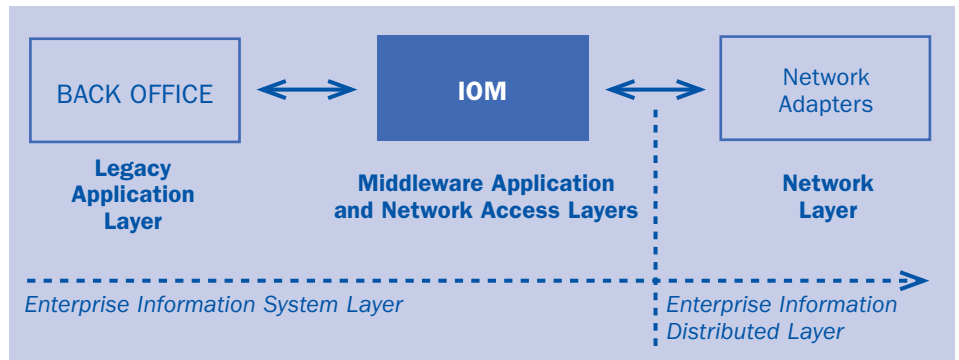 BACK OFFICE
IOM
Network
Adapters
Legacy
Application
Layer
Middleware Application
and Network Access Layers
Network
Layer
Enterprise Information System Layer
Enterprise Information
Distributed Layer